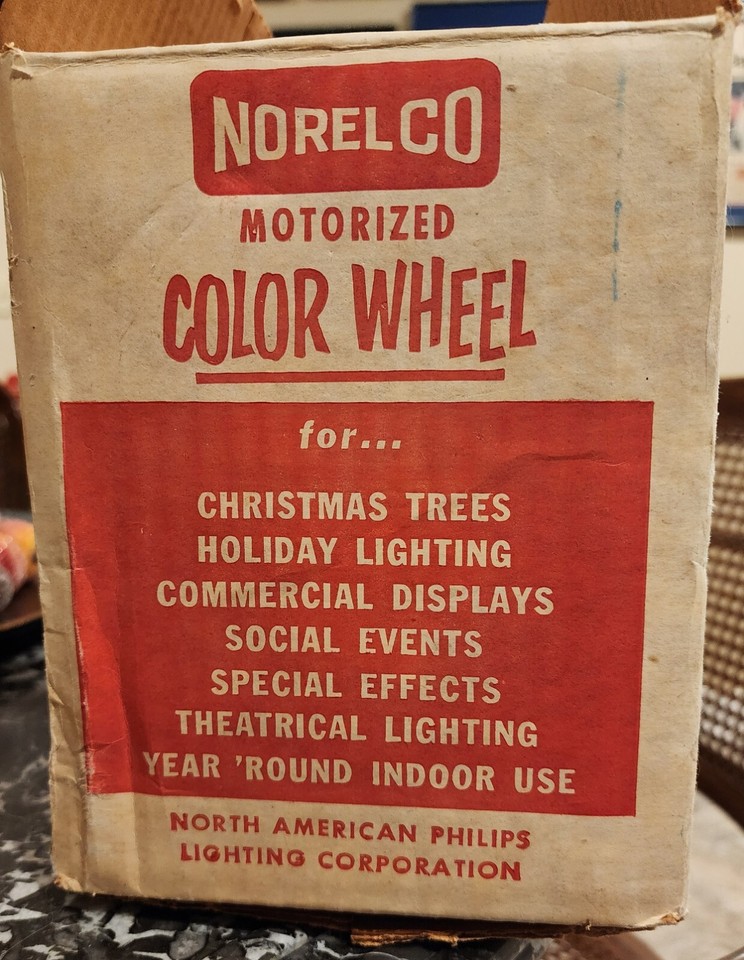 NORELCO
MOTORIZED
COLOR WHEEL
for...
CHRISTMAS TREES
HOLIDAY LIGHTING
COMMERCIAL DISPLAYS
SOCIAL EVENTS
SPECIAL EFFECTS
THEATRICAL LIGHTING
YEAR 'ROUND INDOOR USE
NORTH AMERICAN PHILIPS
LIGHTING CORPORATION